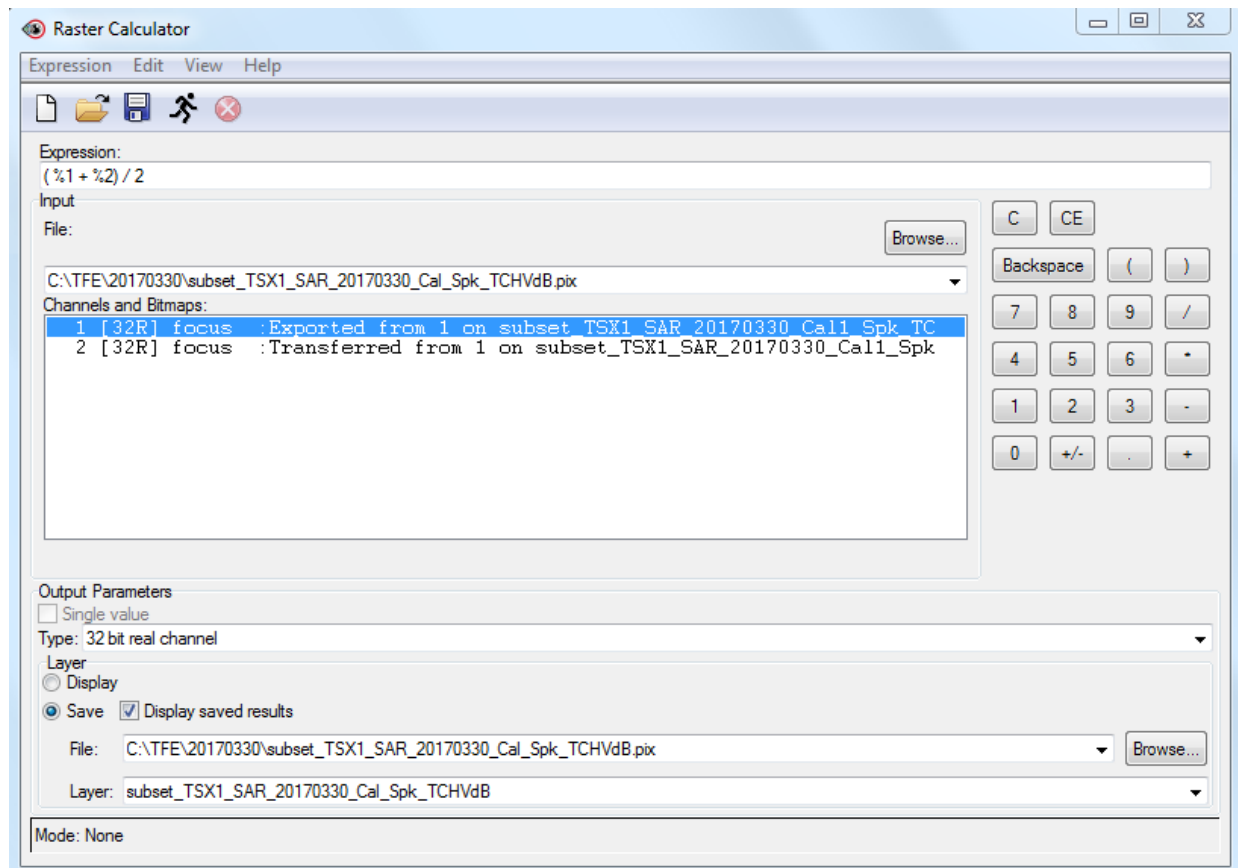 Raster Calculator
Expression Edit View Help
Expression:
( %1 + %2) / 2
Input
File:
Browse...
C:\TFE\20170330\subset_TSX1_SAR_20170330_Cal_Spk_TCHVdB.pix
Channels and Bitmaps:
1 [32R] focus :Exported from 1 on subset_TSX1_SAR_20170330_Cal1_Spk_TC
2 [32R] focus :Transferred from 1 on subset_TSX1_SAR_20170330_Cal1_Spk
C CE
Backspace ( )
7 8 9 /
4 5 6 *
1 2 3 -
0 +/- . +
Output Parameters
Single value
Type: 32 bit real channel
Layer
Display
Save Display saved results
File: C:\TFE\20170330\subset_TSX1_SAR_20170330_Cal_Spk_TCHVdB.pix Browse...
Layer: subset_TSX1_SAR_20170330_Cal_Spk_TCHVdB
Mode: None